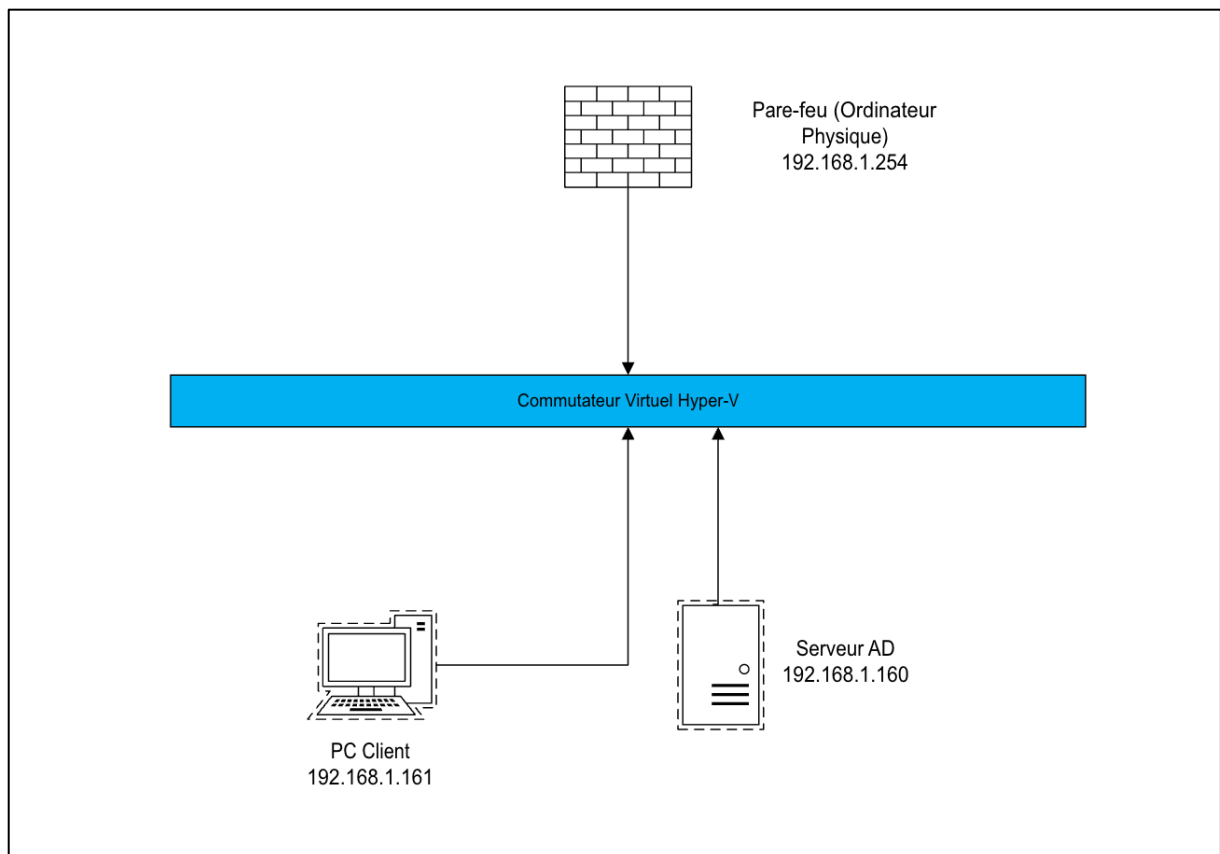 Pare-feu (Ordinateur
Physique)
192.168.1.254
Commutateur Virtuel Hyper-V
Serveur AD
192.168.1.160
PC Client
192.168.1.161